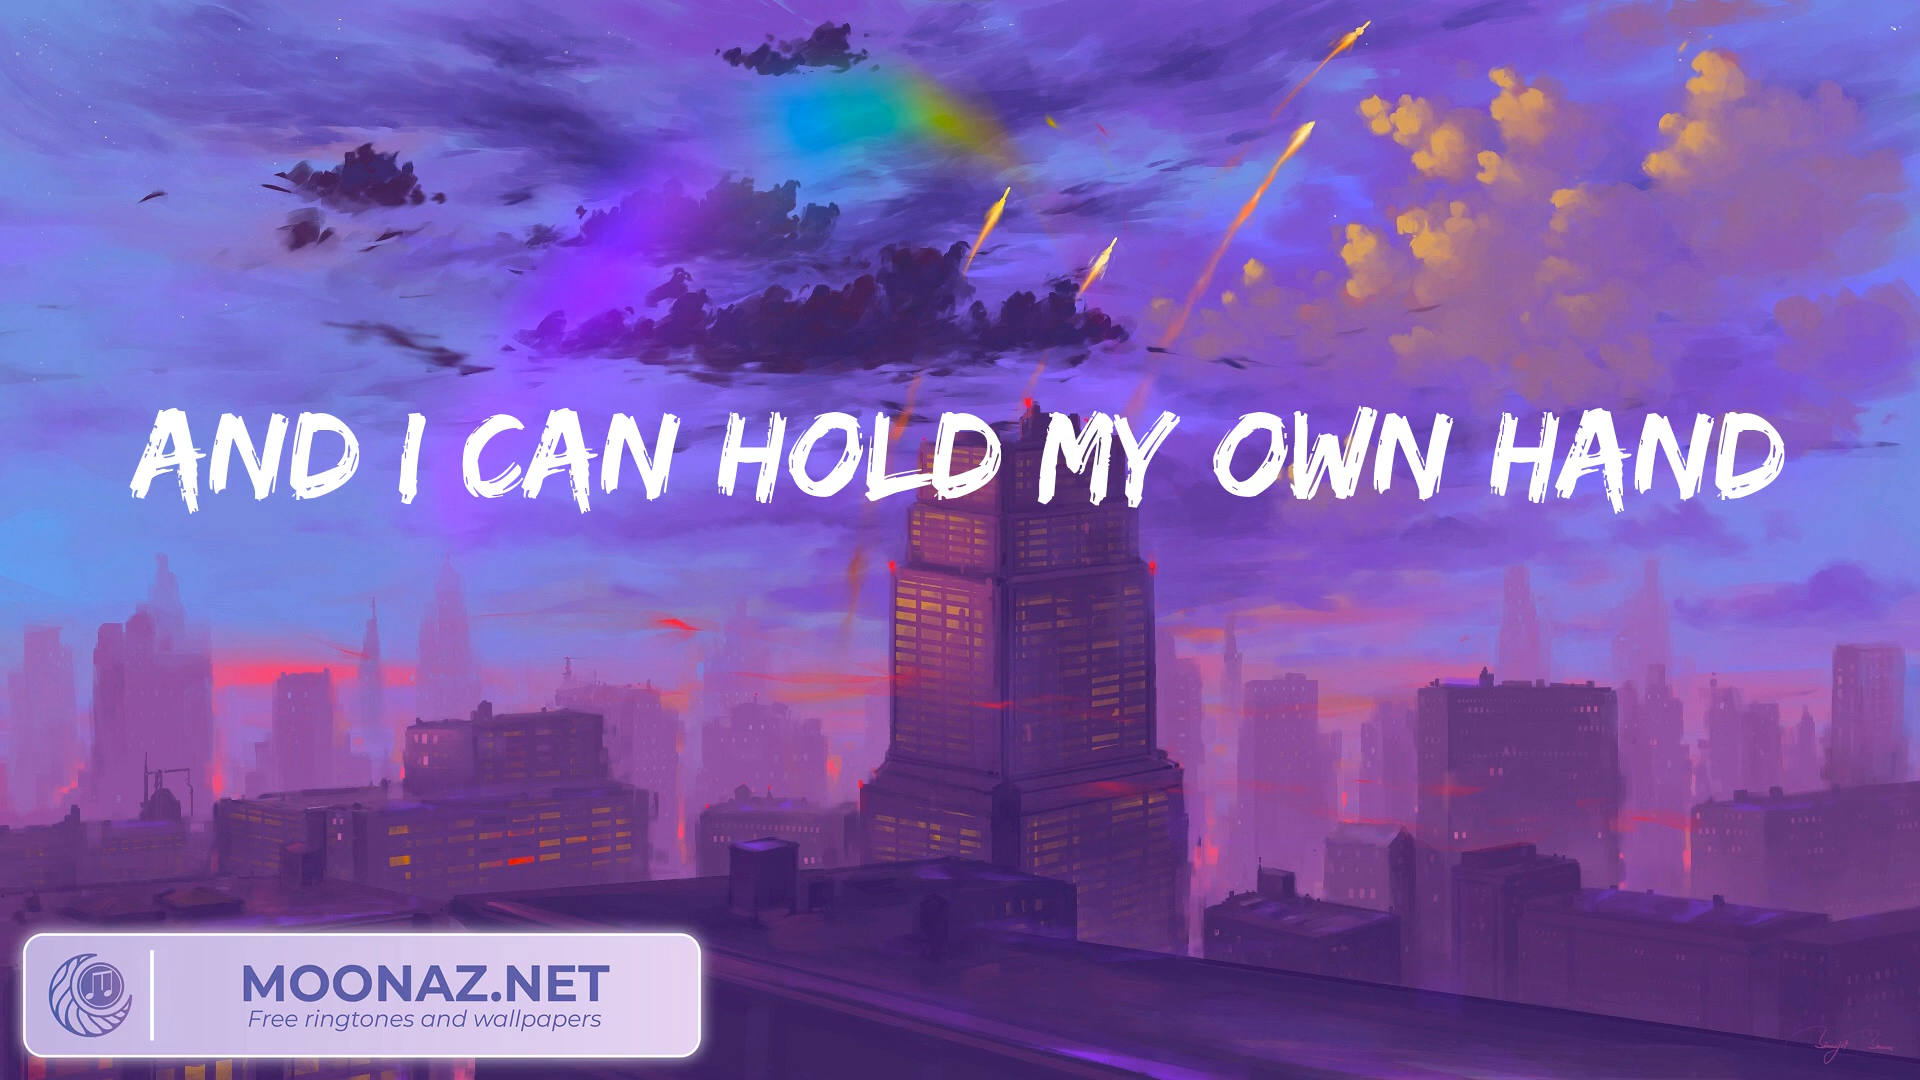 AND I CAN HOLD MY OWN HAND
MOONAZ.NET
Free ringtones and wallpapers